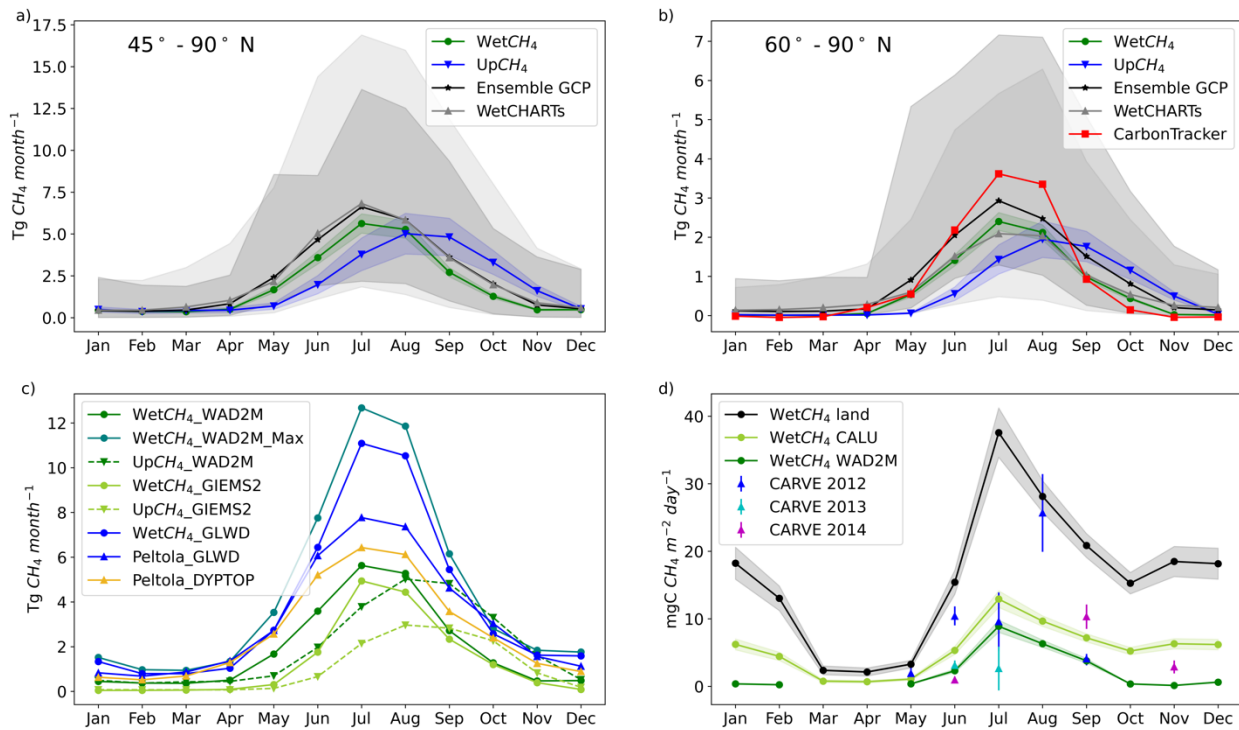 a)
45° - 90° N
WetCH₄
UpCH₄
Ensemble GCP
WetCHARTs
17.5
15.0
12.5
10.0
7.5
5.0
2.5
0.0
Tg CH₄ month⁻¹
Jan Feb Mar Apr May Jun Jul Aug Sep Oct Nov Dec
b)
60° - 90° N
WetCH₄
UpCH₄
Ensemble GCP
WetCHARTs
CarbonTracker
7
6
5
4
3
2
1
0
Tg CH₄ month⁻¹
Jan Feb Mar Apr May Jun Jul Aug Sep Oct Nov Dec
c)
WetCH₄_WAD2M
WetCH₄_WAD2M_Max
UpCH₄_WAD2M
WetCH₄_GIEMS2
UpCH₄_GIEMS2
WetCH₄_GLWD
Peltola_GLWD
Peltola_DYPTOP
12
10
8
6
4
2
0
Tg CH₄ month⁻¹
Jan Feb Mar Apr May Jun Jul Aug Sep Oct Nov Dec
d)
WetCH₄ land
WetCH₄ CALU
WetCH₄ WAD2M
CARVE 2012
CARVE 2013
CARVE 2014
40
30
20
10
0
mgC CH₄ m⁻² day⁻¹
Jan Feb Mar Apr May Jun Jul Aug Sep Oct Nov Dec